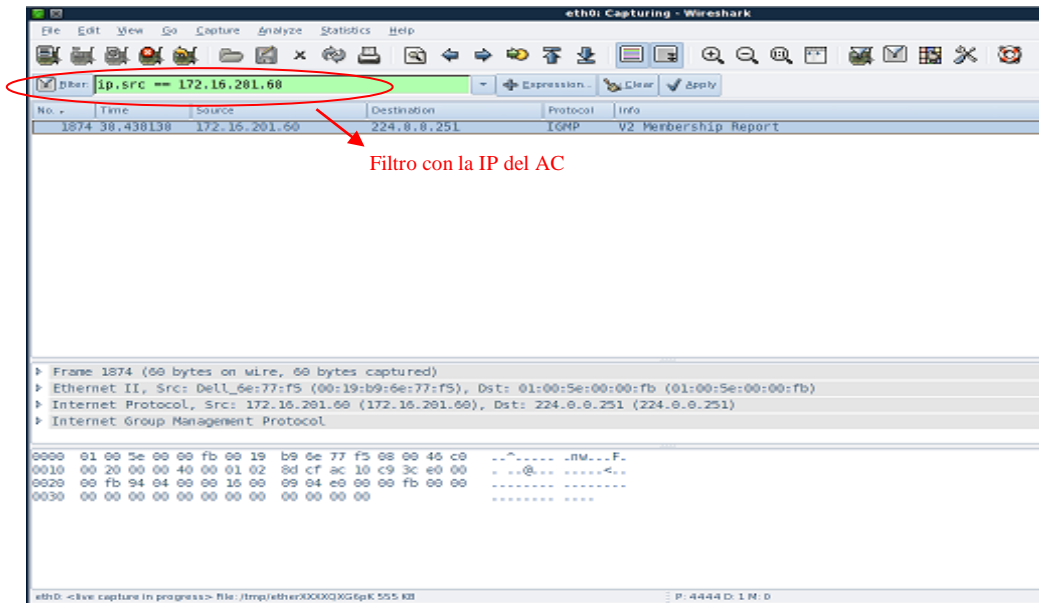 eth0: Capturing - Wireshark
File Edit View Go Capture Analyze Statistics Help
Filter: ip.src == 172.16.201.60 Expression... Clear Apply
No. Time Source Destination Protocol Info
1874 38.438138 172.16.201.60 224.0.0.251 IGMP V2 Membership Report
Filtro con la IP del AC
Frame 1874 (60 bytes on wire, 60 bytes captured)
Ethernet II, Src: Dell_6e:77:f5 (00:19:b9:6e:77:f5), Dst: 01:00:5e:00:00:fb (01:00:5e:00:00:fb)
Internet Protocol, Src: 172.16.201.60 (172.16.201.60), Dst: 224.0.0.251 (224.0.0.251)
Internet Group Management Protocol
0000 01 00 5e 00 00 fb 00 19 b9 6e 77 f5 08 00 46 c0 ..^..... .nw...F.
0010 00 20 00 00 40 00 01 02 8d cf ac 10 c9 3c e0 00 . ..@... .....<..
0020 00 fb 94 04 00 00 16 00 09 04 e0 00 00 fb 00 00 ........ ........
0030 00 00 00 00 00 00 00 00 00 00 00 00 ........ ....
eth0: <live capture in progress> File: /tmp/etherXXXXQXG6pK 555 KB P: 4444 D: 1 M: 0